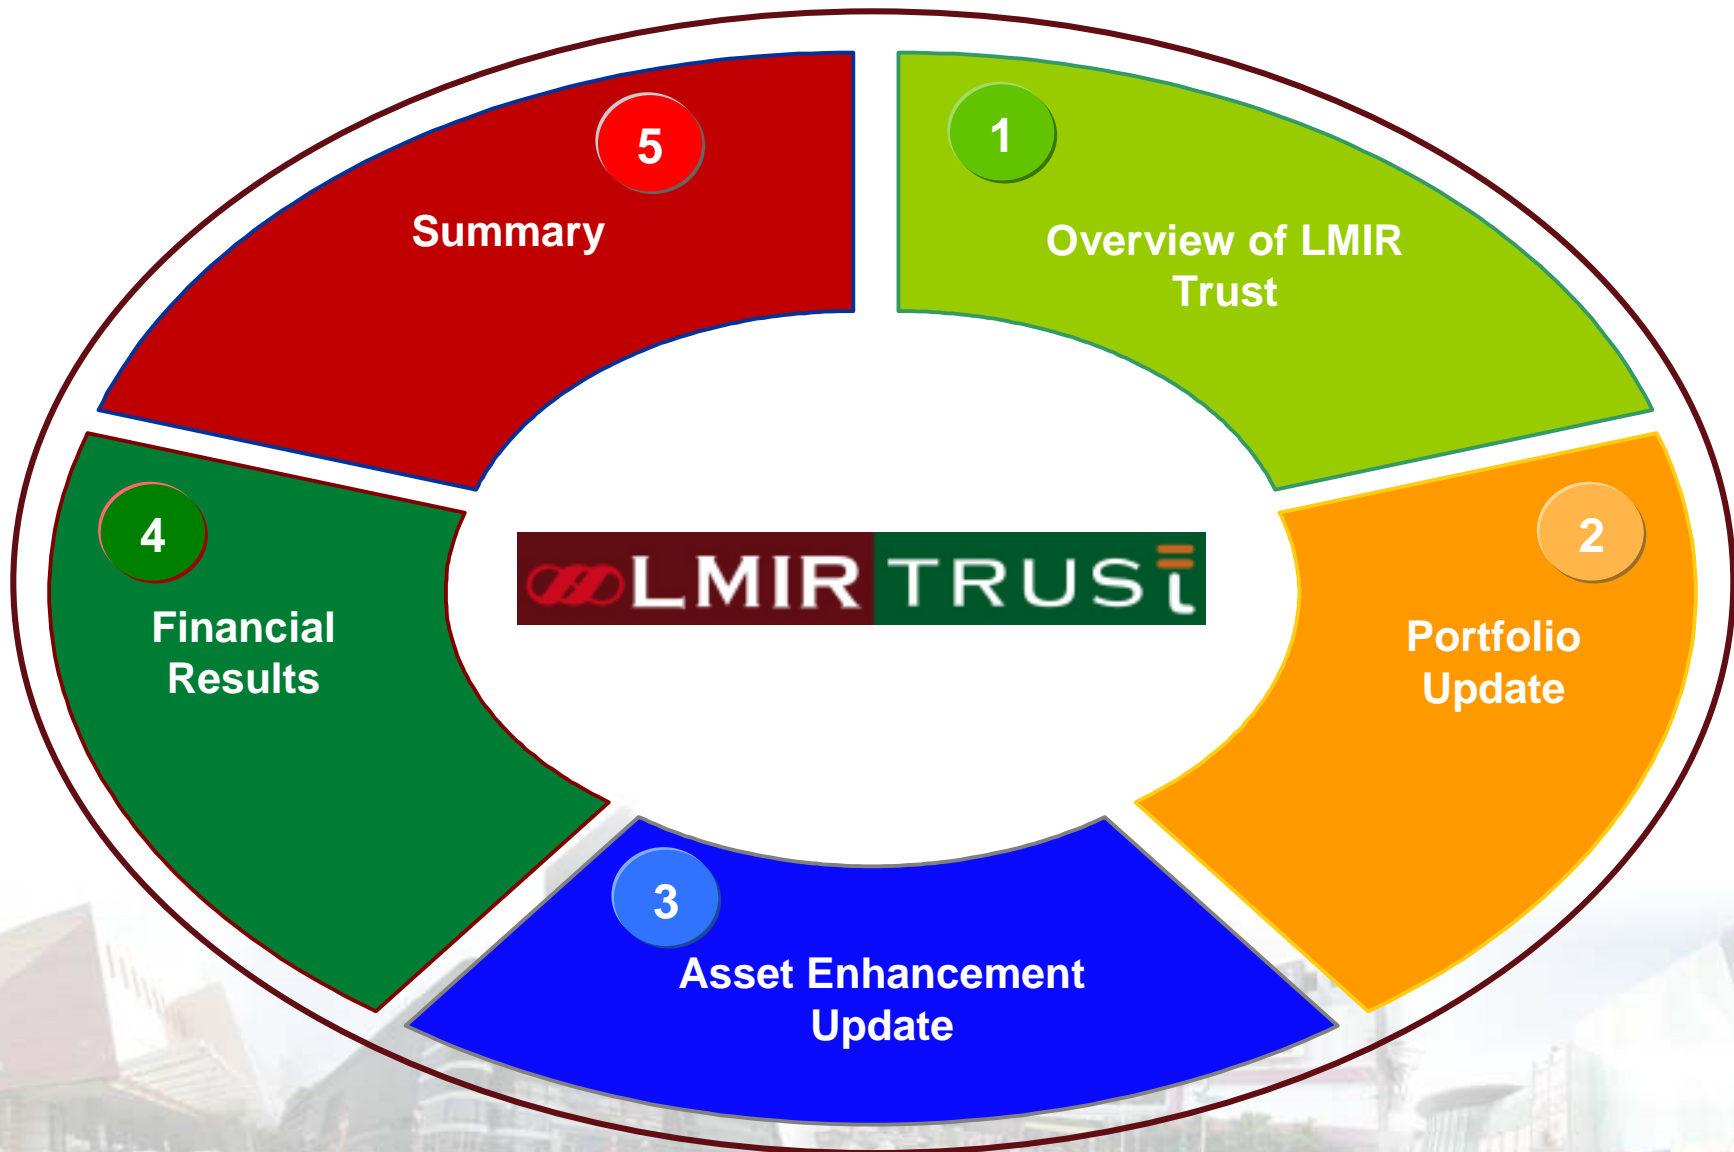 1
Overview of LMIR
Trust
2
Portfolio
Update
3
Asset Enhancement
Update
4
Financial
Results
5
Summary
LMIR TRUST